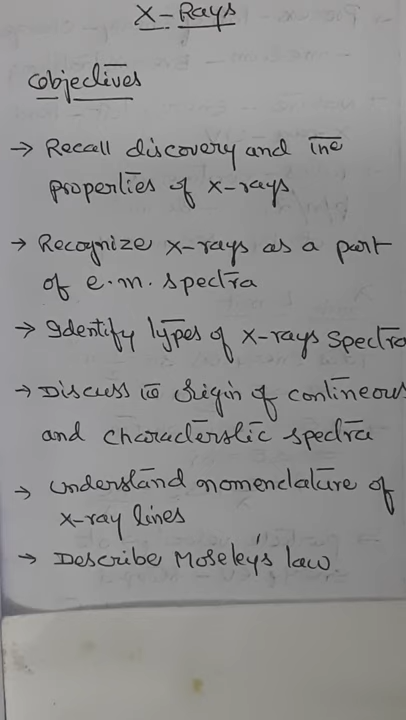 X-Rays
Objectives
→ Recall discovery and the
properties of x-rays
→ Recognize x-rays as a part
of e.m. spectra
→ Identify types of X-rays Spectra
→ Discuss the origin of contineous
and characterstic spectra
→ understand nomenclature of
x-ray lines
→ Describe Moseley's law